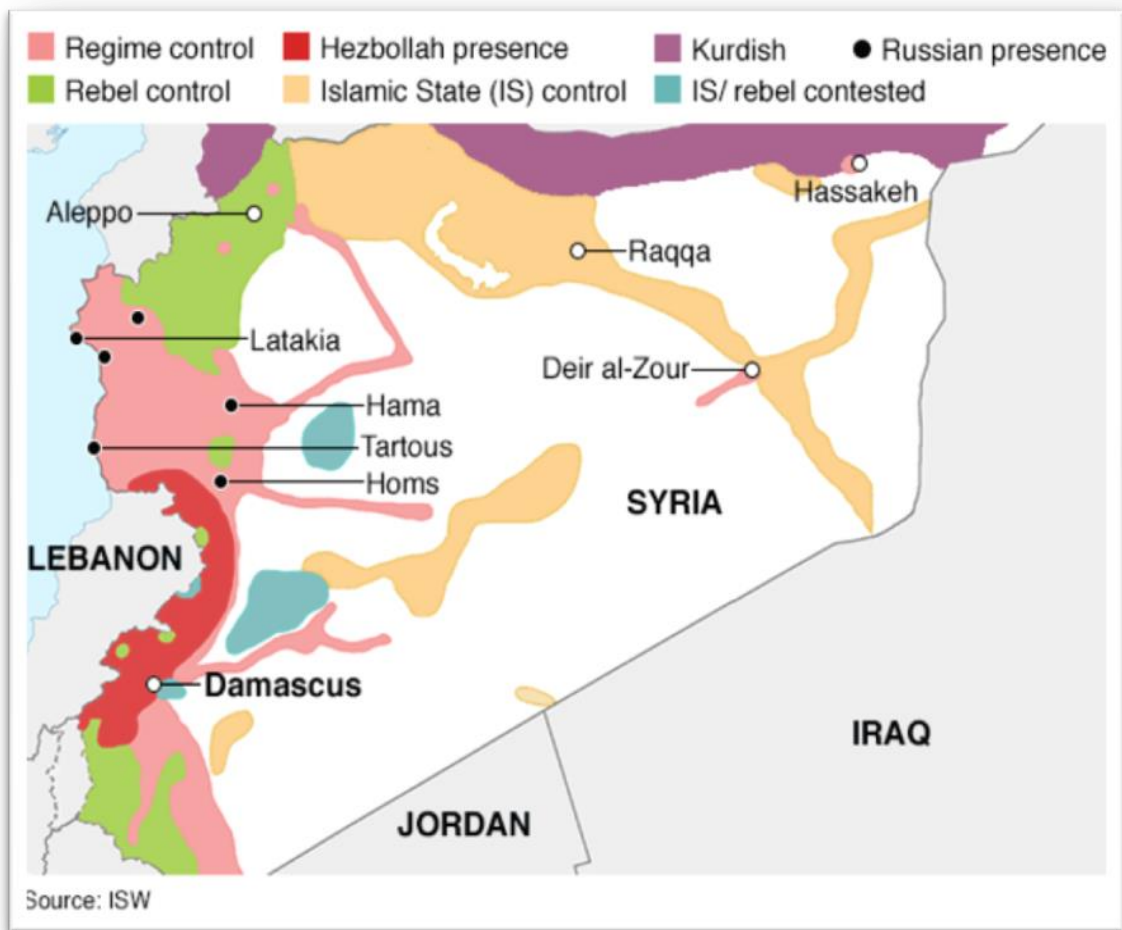 Regime control Hezbollah presence Kurdish Russian presence
Rebel control Islamic State (IS) control IS/ rebel contested
Hassakeh
Aleppo
Raqqa
Latakia
Deir al-Zour
Hama
Tartous
Homs
SYRIA
LEBANON
Damascus
IRAQ
JORDAN
Source: ISW